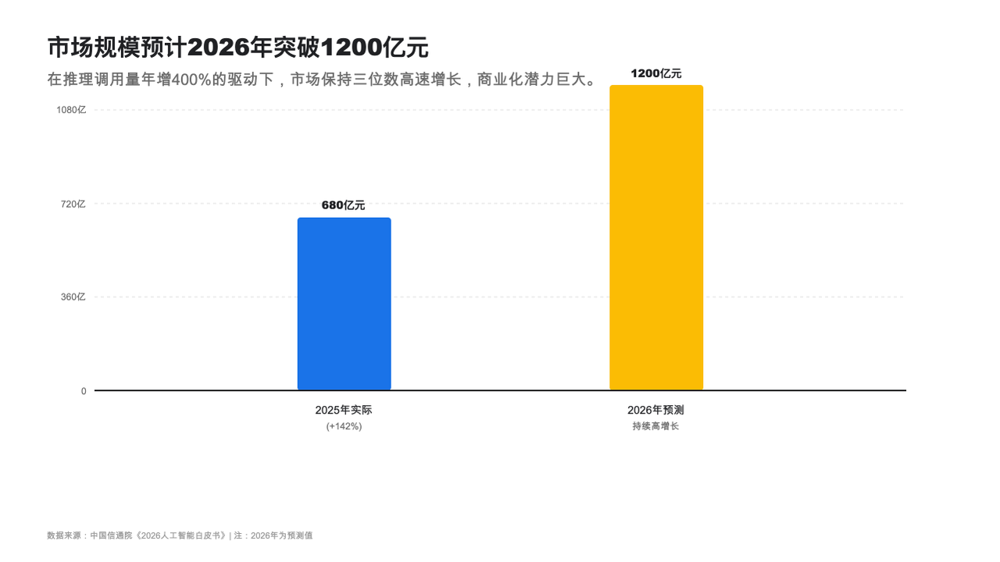 市场规模预计2026年突破1200亿元
在推理调用量年增400%的驱动下，市场保持三位数高速增长，商业化潜力巨大。
1200亿元
1080亿
720亿
680亿元
360亿
0
2025年实际
2026年预测
(+142%)
持续高增长
数据来源：中国信通院《2026人工智能白皮书》| 注：2026年为预测值